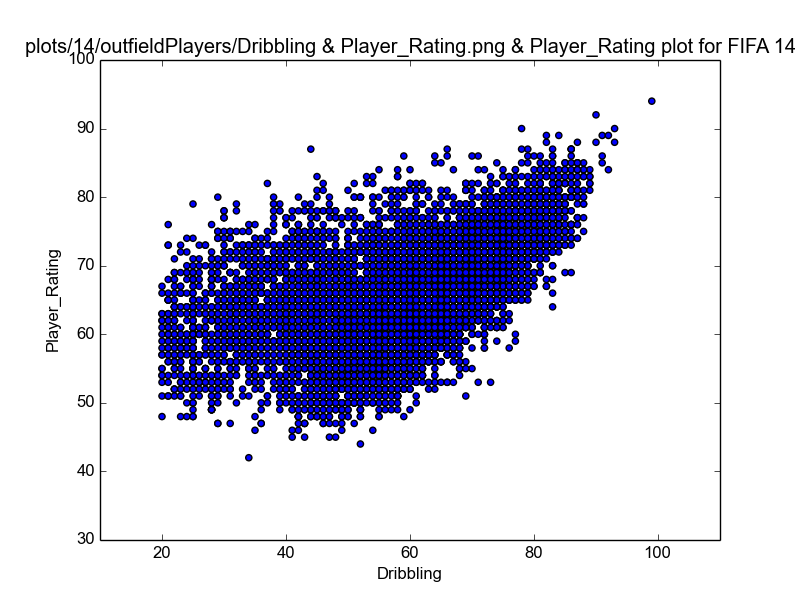 plots/14/outfieldPlayers/Dribbling & Player_Rating.png & Player_Rating plot for FIFA 14
100
90
80
70
60
50
40
30
Player_Rating
20 40 60 80 100
Dribbling